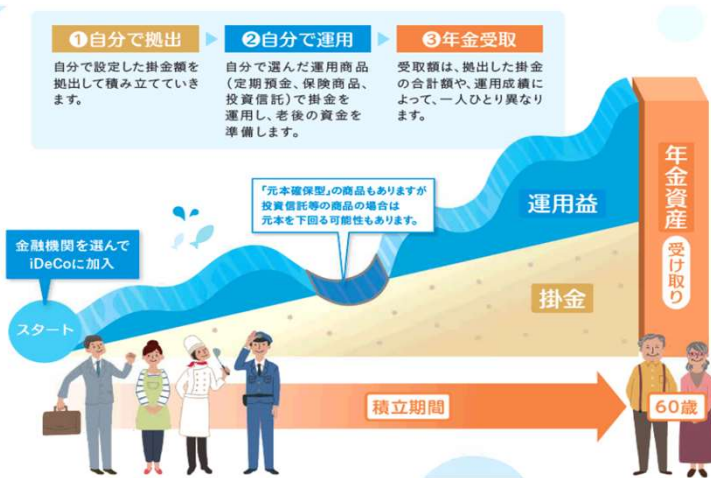 ❶自分で拠出
❷自分で運用
❸年金受取
自分で設定した掛金額を
拠出して積み立てていき
ます。
自分で選んだ運用商品
(定期預金、保険商品、
投資信託)で掛金を
運用し、老後の資金を
準備します。
受取額は、拠出した掛金
の合計額や、運用成績に
よって、一人ひとり異なり
ます。
「元本確保型」の商品もありますが
投資信託等の商品の場合は
元本を下回る可能性もあります。
金融機関を選んで
iDeCoに加入
スタート
運用益
掛金
年金資産
受け取り
積立期間
60歳